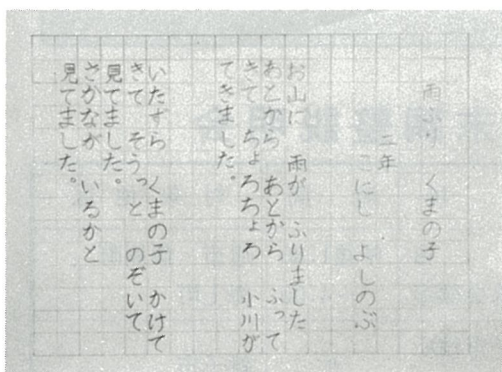 雨ふり くまの子
二年
こにし よしのぶ
お山に 雨が ふりました
あとから あとから ふって
きて ちょろちょろ 小川が
できました。
いたずら くまの子 かけて
きて そうっと のぞいて
見てました。
さかなが いるかと
見てました。